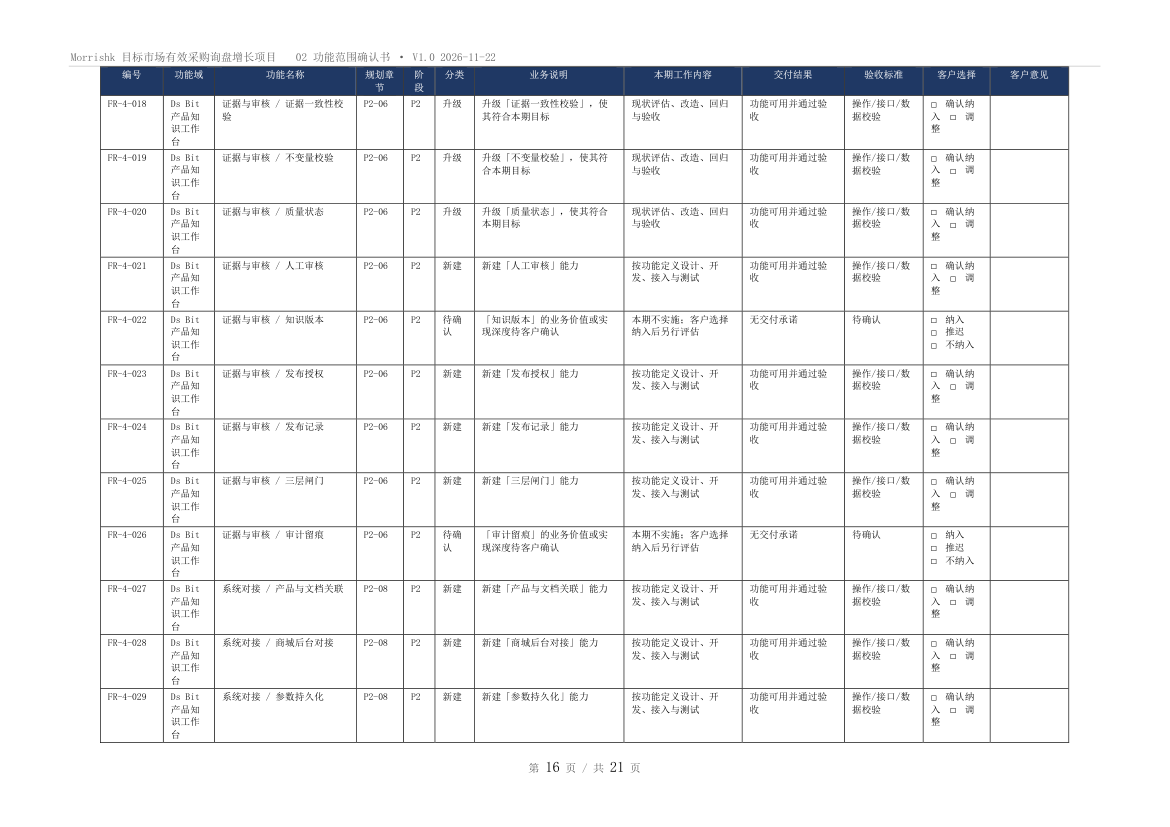 Morrishk 目标市场有效采购询盘增长项目 02 功能范围确认书 • V1.0 2026-11-22
编号 功能域 功能名称 规划章节 阶段 分类 业务说明 本期工作内容 交付结果 验收标准 客户选择 客户意见
FR-4-018 Ds Bit 产品知识工作台 证据与审核 / 证据一致性校验 P2-06 P2 升级 升级「证据一致性校验」，使其符合本期目标 现状评估、改造、回归与验收 功能可用并通过验收 操作/接口/数据校验 □ 确认纳入 □ 调整
FR-4-019 Ds Bit 产品知识工作台 证据与审核 / 不变量校验 P2-06 P2 升级 升级「不变量校验」，使其符合本期目标 现状评估、改造、回归与验收 功能可用并通过验收 操作/接口/数据校验 □ 确认纳入 □ 调整
FR-4-020 Ds Bit 产品知识工作台 证据与审核 / 质量状态 P2-06 P2 升级 升级「质量状态」，使其符合本期目标 现状评估、改造、回归与验收 功能可用并通过验收 操作/接口/数据校验 □ 确认纳入 □ 调整
FR-4-021 Ds Bit 产品知识工作台 证据与审核 / 人工审核 P2-06 P2 新建 新建「人工审核」能力 按功能定义设计、开发、接入与测试 功能可用并通过验收 操作/接口/数据校验 □ 确认纳入 □ 调整
FR-4-022 Ds Bit 产品知识工作台 证据与审核 / 知识版本 P2-06 P2 待确认 「知识版本」的业务价值或实现深度待客户确认 本期不实施；客户选择纳入后另行评估 无交付承诺 待确认 □ 纳入 □ 推迟 □ 不纳入
FR-4-023 Ds Bit 产品知识工作台 证据与审核 / 发布授权 P2-06 P2 新建 新建「发布授权」能力 按功能定义设计、开发、接入与测试 功能可用并通过验收 操作/接口/数据校验 □ 确认纳入 □ 调整
FR-4-024 Ds Bit 产品知识工作台 证据与审核 / 发布记录 P2-06 P2 新建 新建「发布记录」能力 按功能定义设计、开发、接入与测试 功能可用并通过验收 操作/接口/数据校验 □ 确认纳入 □ 调整
FR-4-025 Ds Bit 产品知识工作台 证据与审核 / 三层闸门 P2-06 P2 新建 新建「三层闸门」能力 按功能定义设计、开发、接入与测试 功能可用并通过验收 操作/接口/数据校验 □ 确认纳入 □ 调整
FR-4-026 Ds Bit 产品知识工作台 证据与审核 / 审计留痕 P2-06 P2 待确认 「审计留痕」的业务价值或实现深度待客户确认 本期不实施；客户选择纳入后另行评估 无交付承诺 待确认 □ 纳入 □ 推迟 □ 不纳入
FR-4-027 Ds Bit 产品知识工作台 系统对接 / 产品与文档关联 P2-08 P2 新建 新建「产品与文档关联」能力 按功能定义设计、开发、接入与测试 功能可用并通过验收 操作/接口/数据校验 □ 确认纳入 □ 调整
FR-4-028 Ds Bit 产品知识工作台 系统对接 / 商城后台对接 P2-08 P2 新建 新建「商城后台对接」能力 按功能定义设计、开发、接入与测试 功能可用并通过验收 操作/接口/数据校验 □ 确认纳入 □ 调整
FR-4-029 Ds Bit 产品知识工作台 系统对接 / 参数持久化 P2-08 P2 新建 新建「参数持久化」能力 按功能定义设计、开发、接入与测试 功能可用并通过验收 操作/接口/数据校验 □ 确认纳入 □ 调整
第 16 页 / 共 21 页